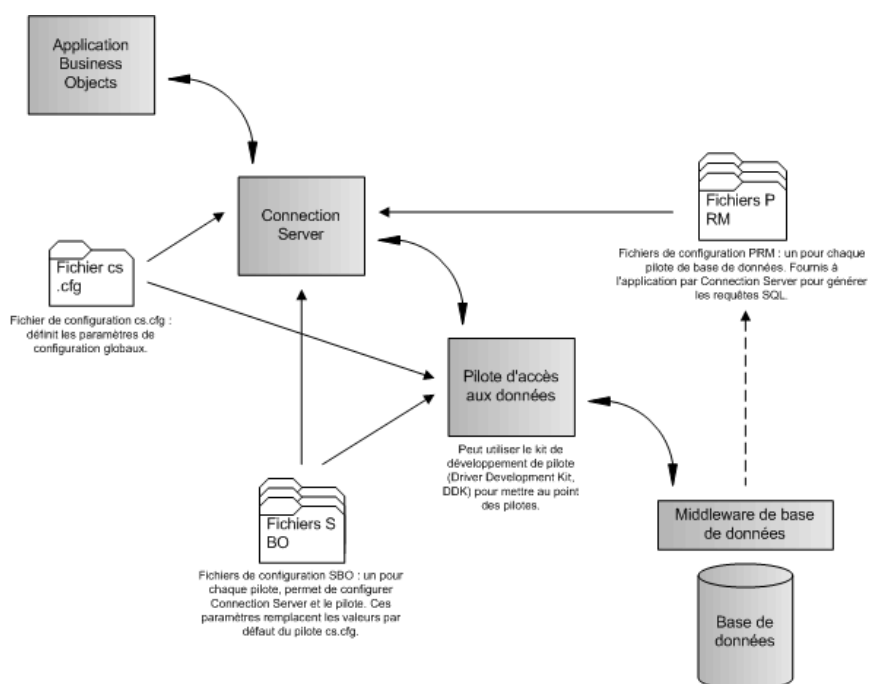 Application
Business
Objects
Connection
Server
Fichiers P
RM
Fichiers de configuration PRM : un pour chaque
pilote de base de données. Fournis à
l'application par Connection Server pour générer
les requêtes SQL.
Fichier cs
.cfg
Fichier de configuration cs.cfg :
définit les paramètres de
configuration globaux.
Pilote d'accès
aux données
Peut utiliser le kit de
développement de pilote
(Driver Development Kit,
DDK) pour mettre au point
des pilotes.
Fichiers S
BO
Fichiers de configuration SBO : un pour
chaque pilote, permet de configurer
Connection Server et le pilote. Ces
paramètres remplacent les valeurs par
défaut du pilote cs.cfg.
Middleware de base
de données
Base de
données